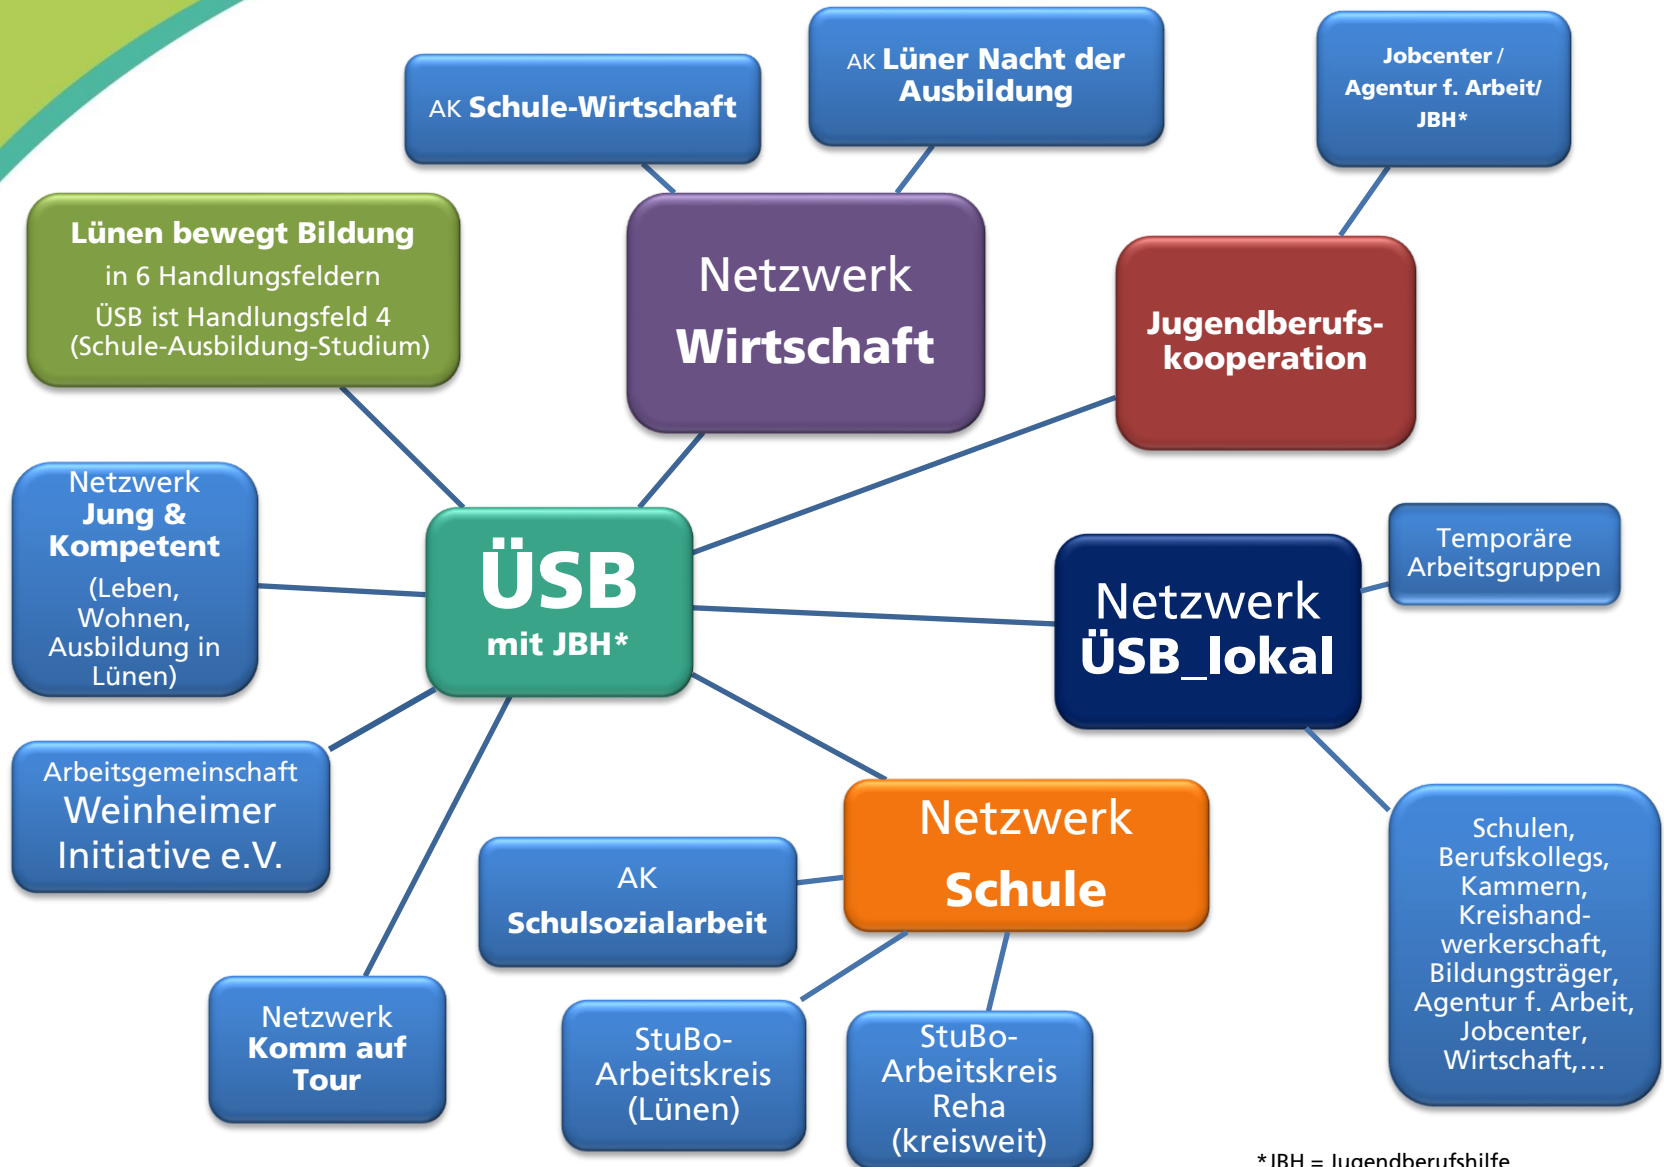 AK Schule-Wirtschaft
AK Lüner Nacht der
Ausbildung
Jobcenter /
Agentur f. Arbeit/
JBH*
Lünen bewegt Bildung
in 6 Handlungsfeldern
ÜSB ist Handlungsfeld 4
(Schule-Ausbildung-Studium)
Netzwerk
Wirtschaft
Jugendberufs-
kooperation
Netzwerk
Jung &
Kompetent
(Leben,
Wohnen,
Ausbildung in
Lünen)
ÜSB
mit JBH*
Netzwerk
ÜSB_lokal
Temporäre
Arbeitsgruppen
Arbeitsgemeinschaft
Weinheimer
Initiative e.V.
Netzwerk
Schule
AK
Schulsozialarbeit
Schulen,
Berufskollegs,
Kammern,
Kreishand-
werkerschaft,
Bildungsträger,
Agentur f. Arbeit,
Jobcenter,
Wirtschaft,...
Netzwerk
Komm auf
Tour
StuBo-
Arbeitskreis
(Lünen)
StuBo-
Arbeitskreis
Reha
(kreisweit)
*JBH = Jugendberufshilfe